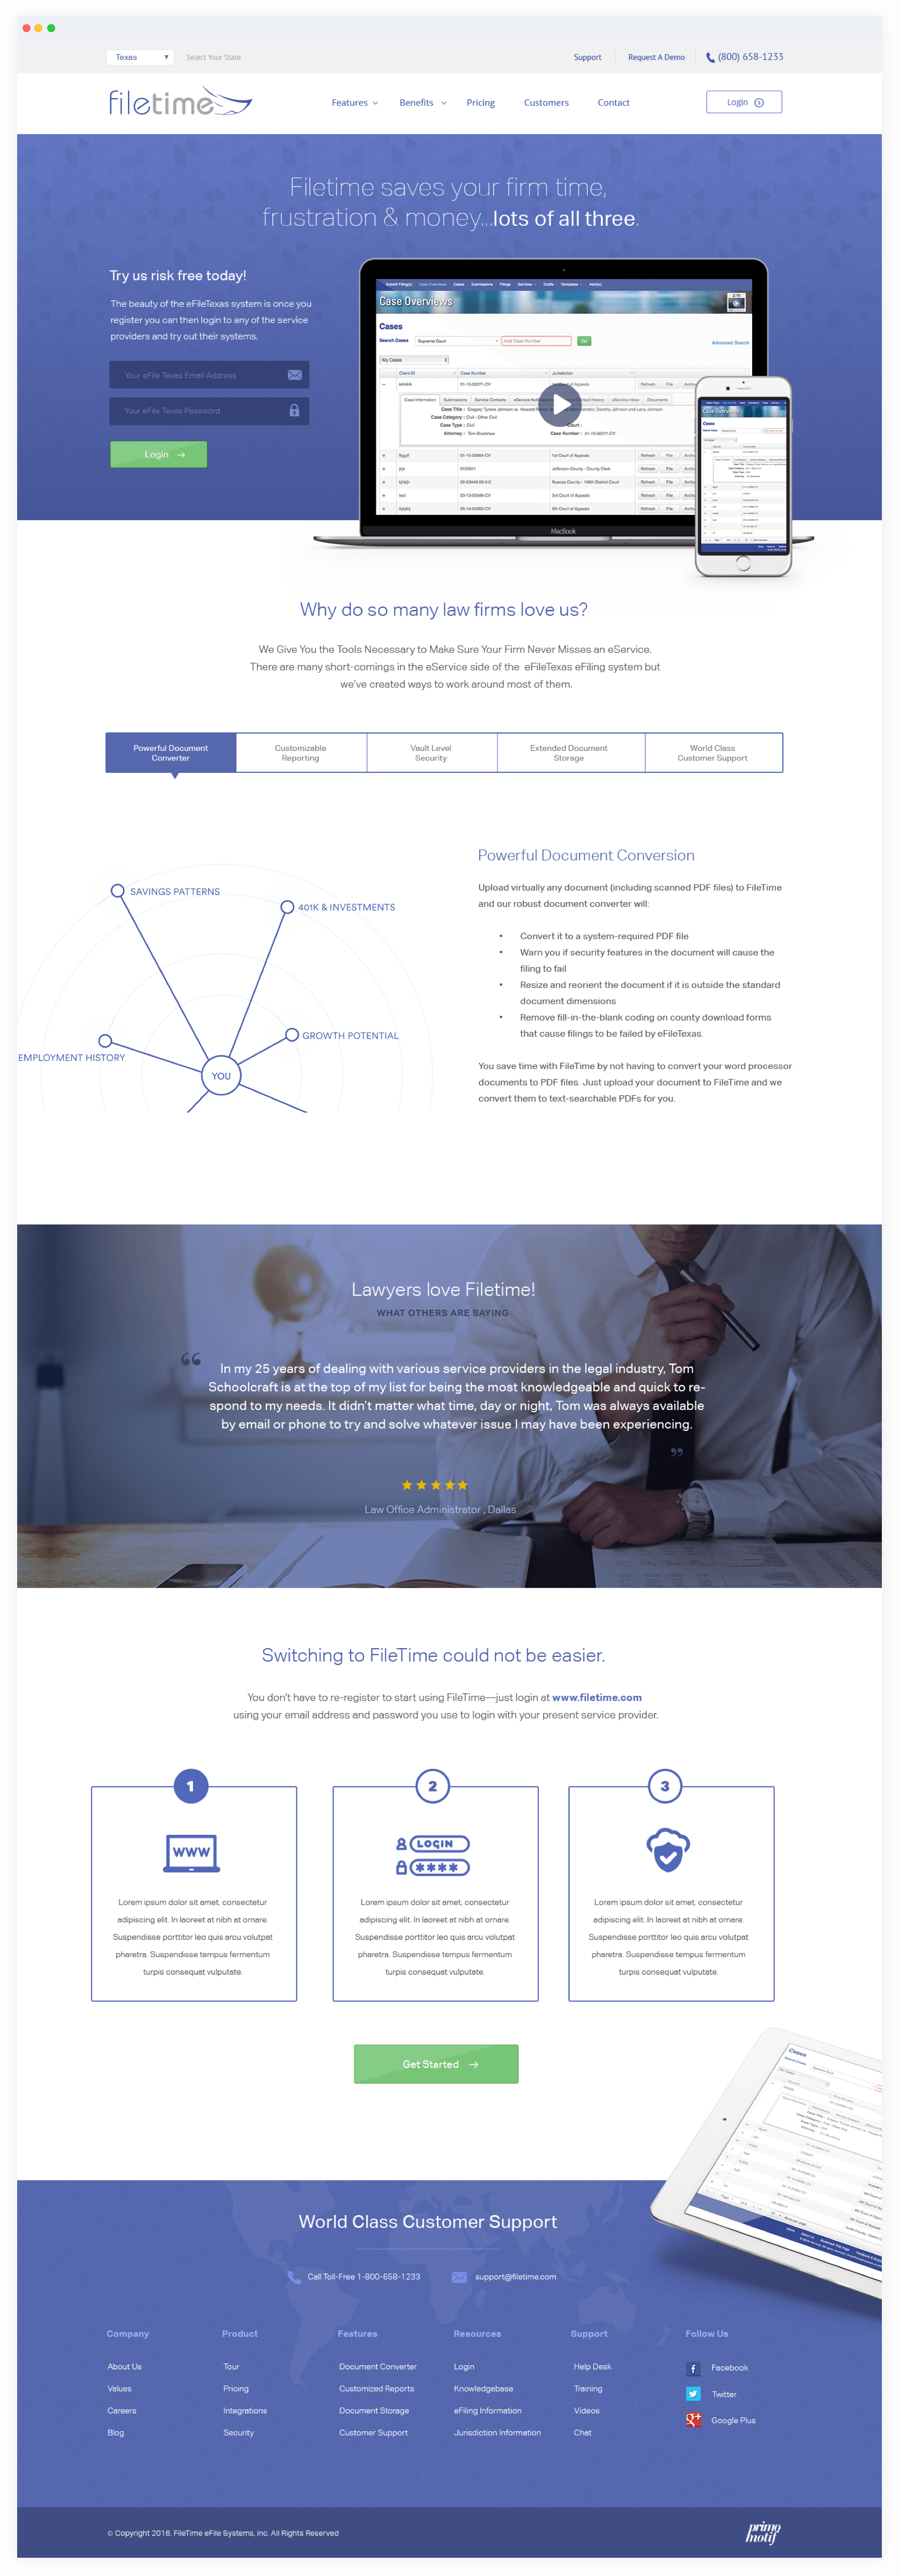 Texas
Select Your State
Support
Request A Demo
(800) 658-1233
filetime
Features
Benefits
Pricing
Customers
Contact
Login
Filetime saves your firm time,
frustration & money...lots of all three.
Try us risk free today!
The beauty of the eFileTexas system is once you
register you can then login to any of the service
providers and try out their systems.
Your eFile Texas Email Address
Your eFile Texas Password
Login
Case Overviews
Cases
Search Cases
Supreme Court
Add Case Number
Go
Advanced Search
My Cases
Client ID
Case Number
Jurisdiction
MacBook
Why do so many law firms love us?
We Give You the Tools Necessary to Make Sure Your Firm Never Misses an eService.
There are many short-comings in the eService side of the eFileTexas eFiling system but
we've created ways to work around most of them.
Powerful Document
Converter
Customizable
Reporting
Vault Level
Security
Extended Document
Storage
World Class
Customer Support
SAVINGS PATTERNS
401K & INVESTMENTS
GROWTH POTENTIAL
EMPLOYMENT HISTORY
YOU
Powerful Document Conversion
Upload virtually any document (including scanned PDF files) to FileTime
and our robust document converter will:
• Convert it to a system-required PDF file
• Warn you if security features in the document will cause the
filing to fail
• Resize and reorient the document if it is outside the standard
document dimensions
• Remove fill-in-the-blank coding on county download forms
that cause filings to be failed by eFileTexas.
You save time with FileTime by not having to convert your word processor
documents to PDF files. Just upload your document to FileTime and we
convert them to text-searchable PDFs for you.
Lawyers love Filetime!
WHAT OTHERS ARE SAYING
“
In my 25 years of dealing with various service providers in the legal industry, Tom
Schoolcraft is at the top of my list for being the most knowledgeable and quick to re-
spond to my needs. It didn't matter what time, day or night, Tom was always available
by email or phone to try and solve whatever issue I may have been experiencing.
”
Law Office Administrator , Dallas
Switching to FileTime could not be easier.
You don't have to re-register to start using FileTime—just login at www.filetime.com
using your email address and password you use to login with your present service provider.
1
WWW
Lorem ipsum dolor sit amet, consectetur
adipiscing elit. In laoreet at nibh at ornare.
Suspendisse porttitor leo quis arcu volutpat
pharetra. Suspendisse tempus fermentum
turpis consequat vulputate.
2
LOGIN
****
Lorem ipsum dolor sit amet, consectetur
adipiscing elit. In laoreet at nibh at ornare.
Suspendisse porttitor leo quis arcu volutpat
pharetra. Suspendisse tempus fermentum
turpis consequat vulputate.
3
Lorem ipsum dolor sit amet, consectetur
adipiscing elit. In laoreet at nibh at ornare.
Suspendisse porttitor leo quis arcu volutpat
pharetra. Suspendisse tempus fermentum
turpis consequat vulputate.
Get Started
Cases
World Class Customer Support
Call Toll-Free 1-800-658-1233
support@filetime.com
Company
About Us
Values
Careers
Blog
Product
Tour
Pricing
Integrations
Security
Features
Document Converter
Customized Reports
Document Storage
Customer Support
Resources
Login
Knowledgebase
eFiling Information
Jurisdiction Information
Support
Help Desk
Training
Videos
Chat
Follow Us
Facebook
Twitter
Google Plus
© Copyright 2016, FileTime eFile Systems, inc. All Rights Reserved
primo
motif